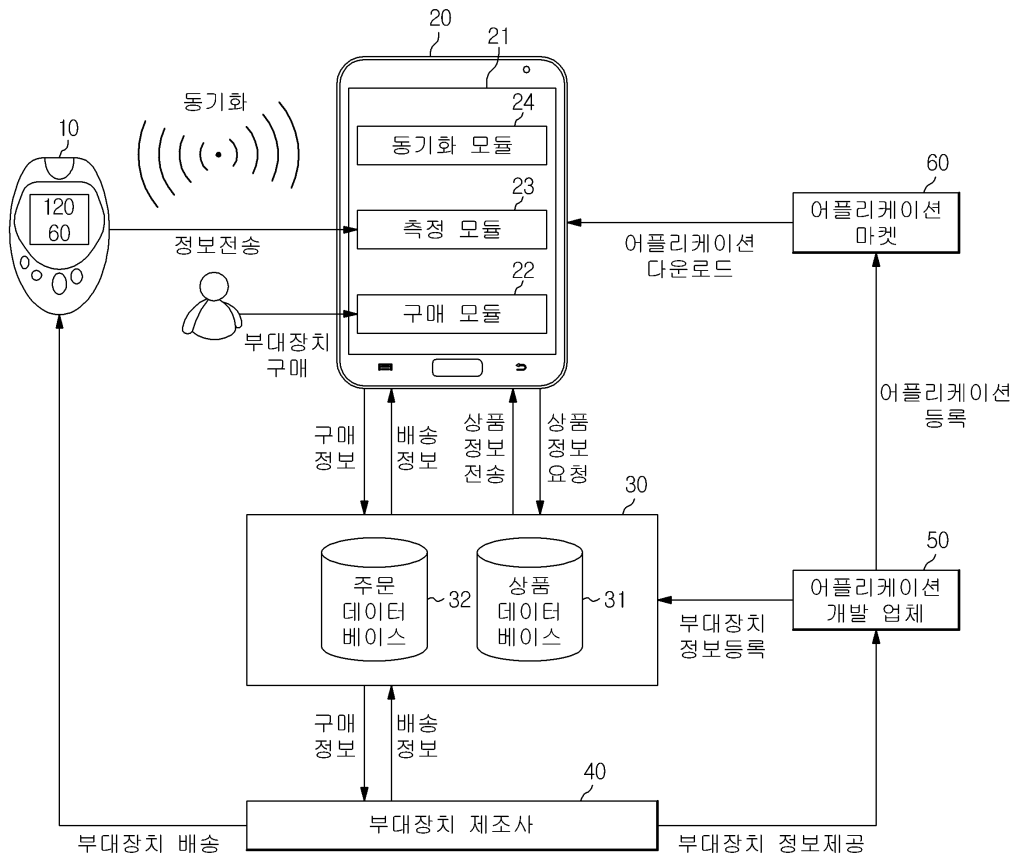 20
21
동기화
24
10
동기화 모듈
120
60
23
60
측정 모듈
어플리케이션
마켓
정보전송
어플리케이션
다운로드
22
구매 모듈
부대장치
구매
어플리케이션
등록
구매
정보
배송
정보
상품
정보
전송
상품
정보
요청
30
50
주문
데이터
베이스
32
상품
데이터
베이스
31
어플리케이션
개발 업체
부대장치
정보등록
구매
정보
배송
정보
40
부대장치 제조사
부대장치 배송
부대장치 정보제공